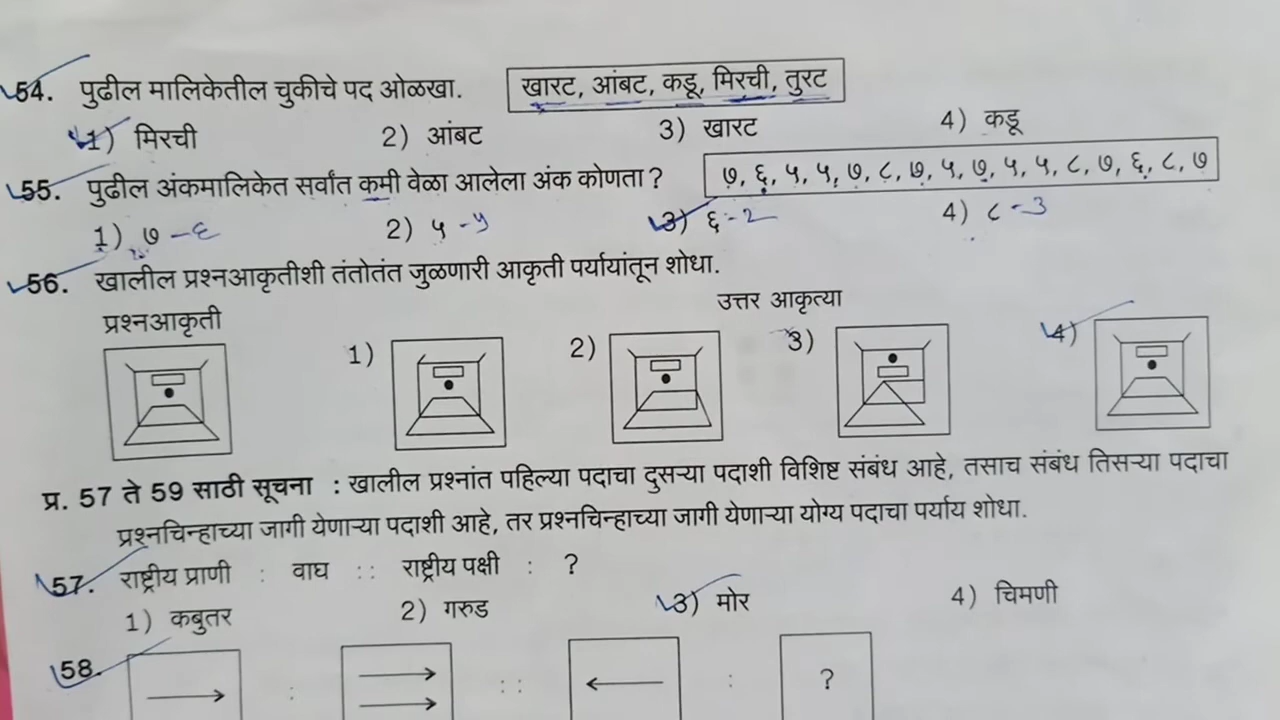 54. पुढील मालिकेतील चुकीचे पद ओळखा. खारट, आंबट, कडू, मिरची, तुरट
1) मिरची 2) आंबट 3) खारट 4) कडू
55. पुढील अंकमालिकेत सर्वांत कमी वेळा आलेला अंक कोणता ? ७, ६, ५, ५, ७, ८, ७, ५, ७, ५, ५, ८, ७, ६, ८, ७
1) ७ -६ 2) ५ -५ 3) ६ -2 4) ८ -3
56. खालील प्रश्नआकृतीशी तंतोतंत जुळणारी आकृती पर्यायांतून शोधा.
प्रश्नआकृती उत्तर आकृत्या
1) 2) 3) 4)
प्र. 57 ते 59 साठी सूचना : खालील प्रश्नांत पहिल्या पदाचा दुसऱ्या पदाशी विशिष्ट संबंध आहे, तसाच संबंध तिसऱ्या पदाचा
प्रश्नचिन्हाच्या जागी येणाऱ्या पदाशी आहे, तर प्रश्नचिन्हाच्या जागी येणाऱ्या योग्य पदाचा पर्याय शोधा.
57. राष्ट्रीय प्राणी : वाघ :: राष्ट्रीय पक्षी : ?
1) कबुतर 2) गरुड 3) मोर 4) चिमणी
58. : :: : ?